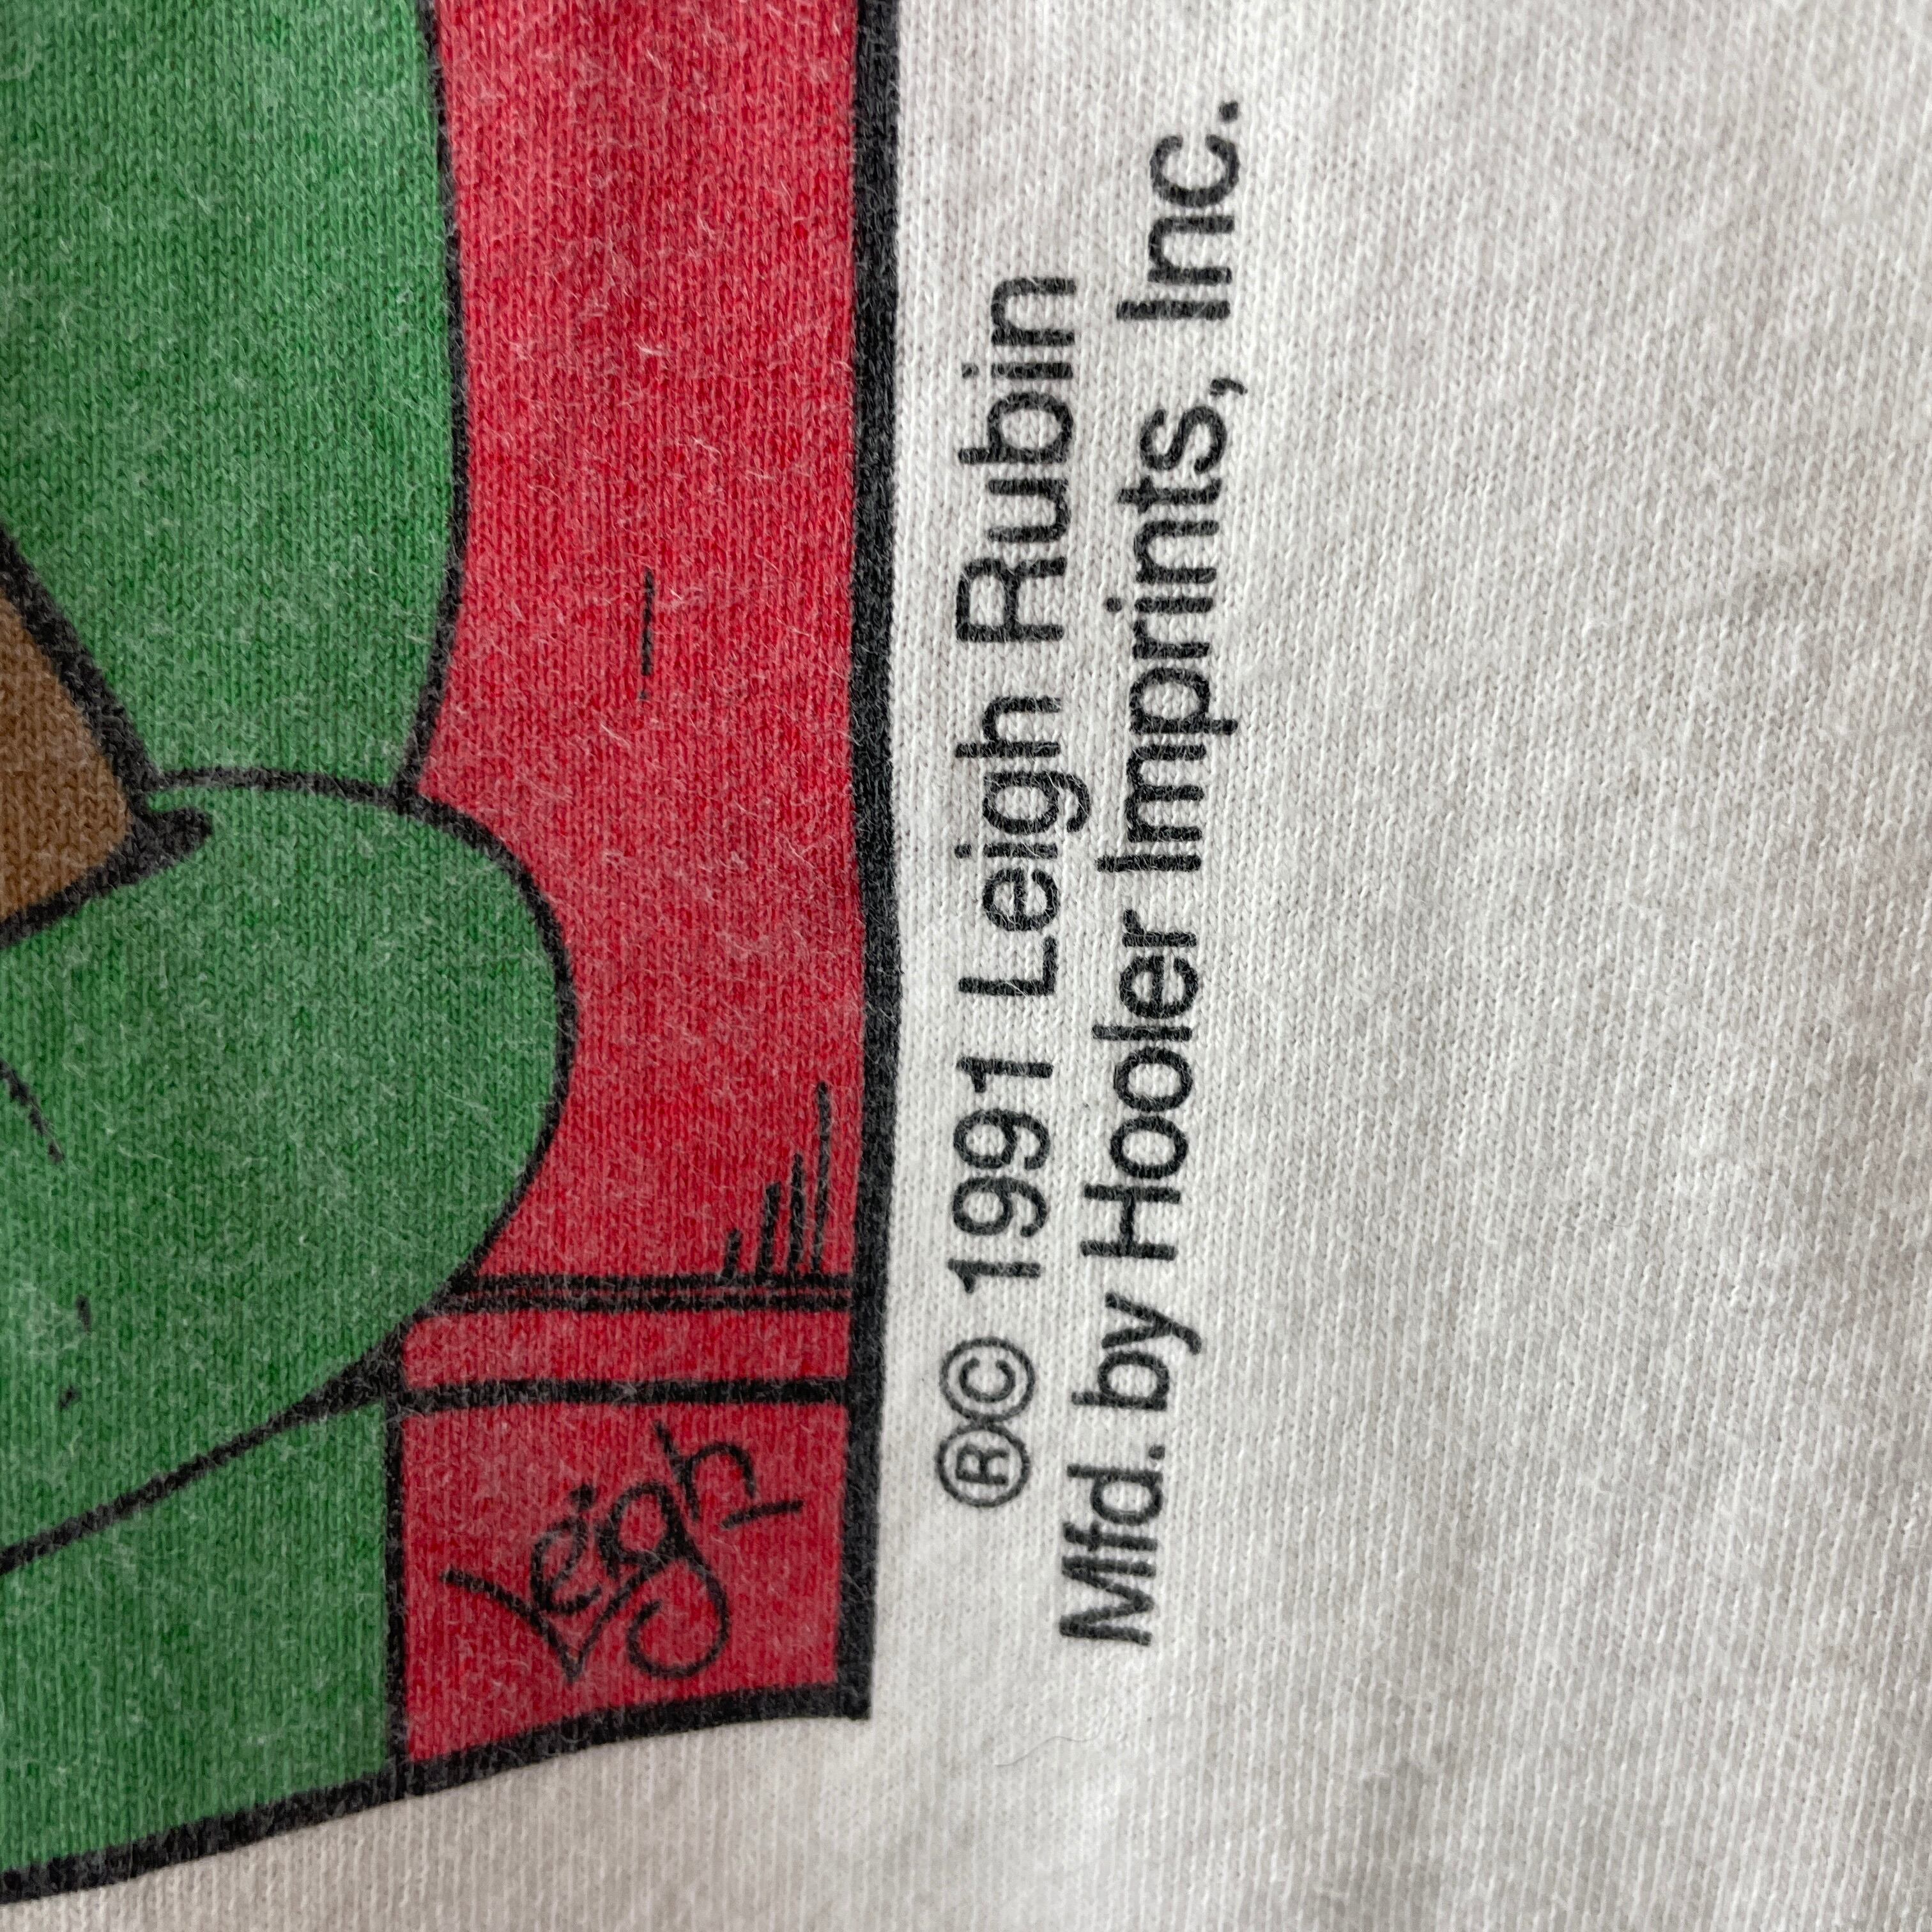 Leigh
®© 1991 Leigh Rubin
Mfd. by Hooler Imprints, Inc.